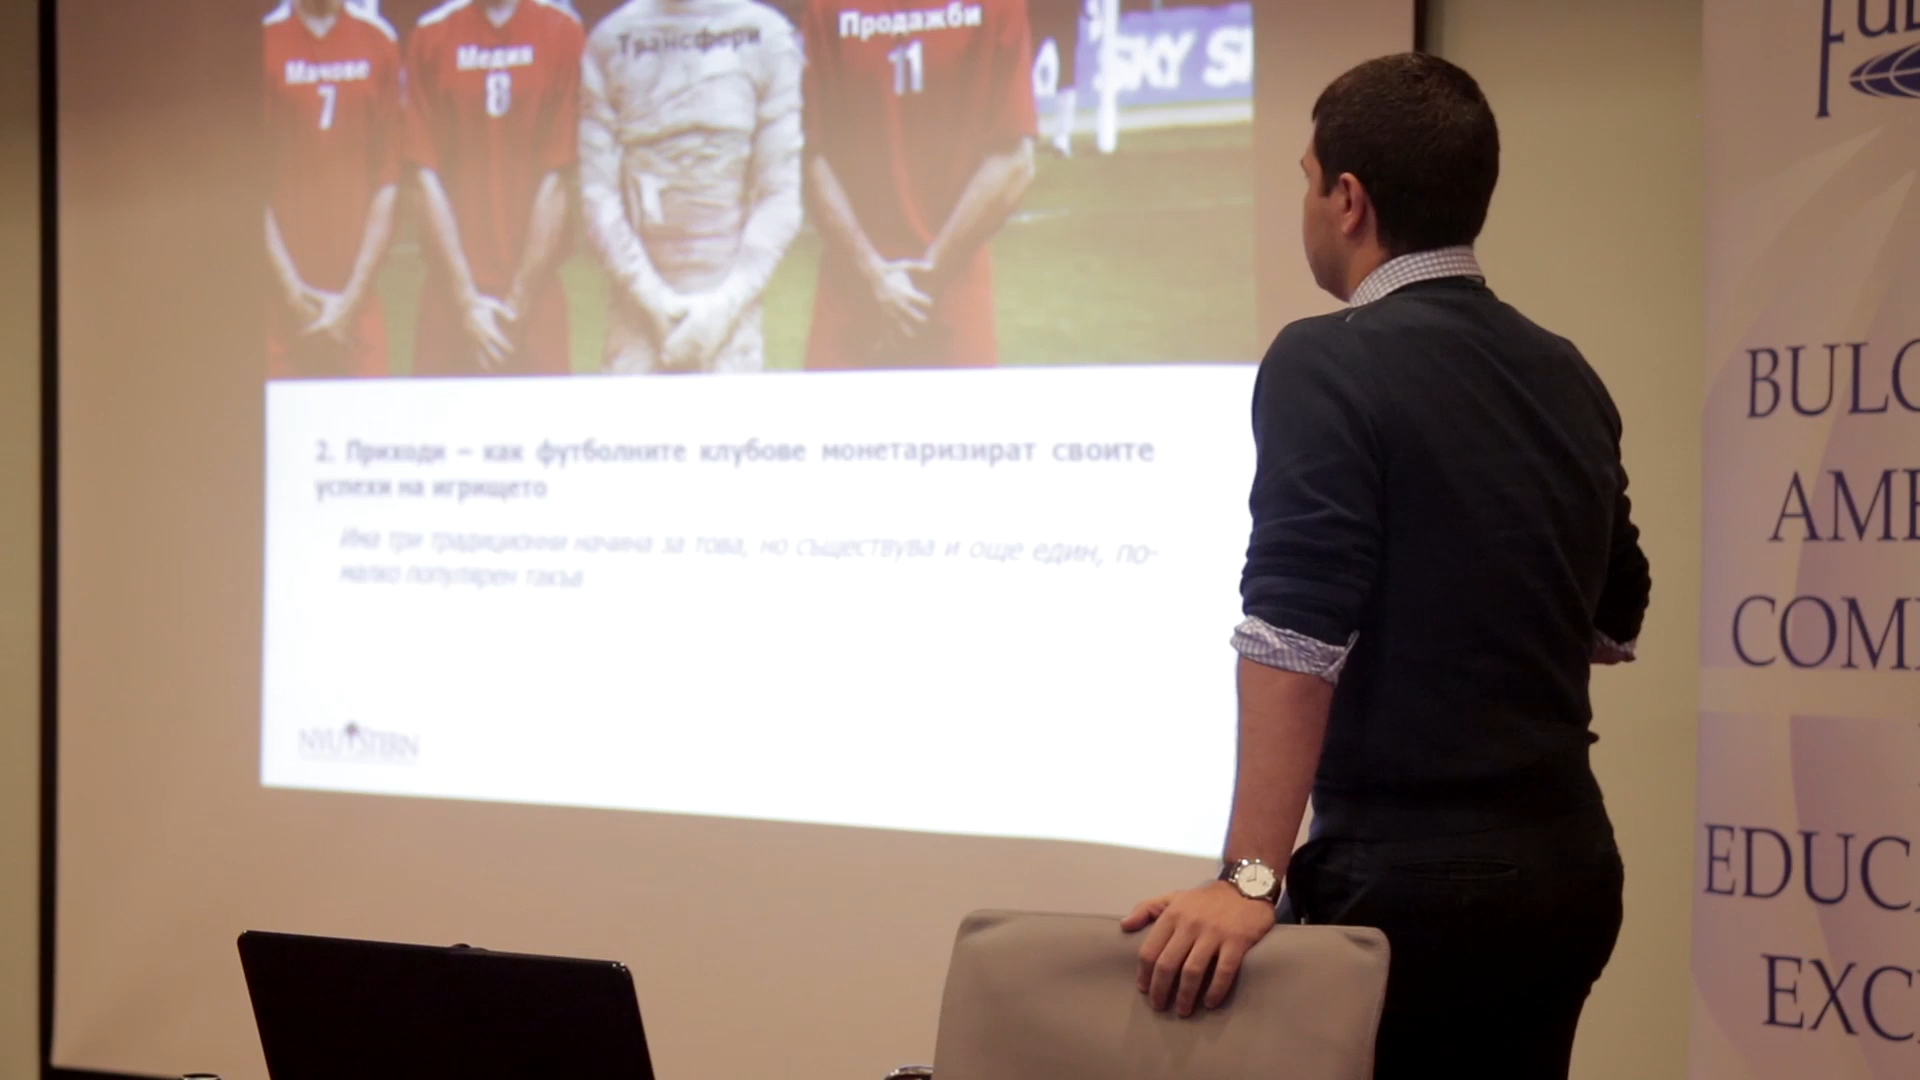 Мачове
7
Медия
8
Трансфери
Продажби
11
SKY S
2. Приходи – как футболните клубове монетаризират своите
успехи на игрището
Има три традиционни начина за това, но съществува и още един, по-
малко популярен такъв
NYU STERN
FUL
BULG
AME
COM
EDUCA
EXC